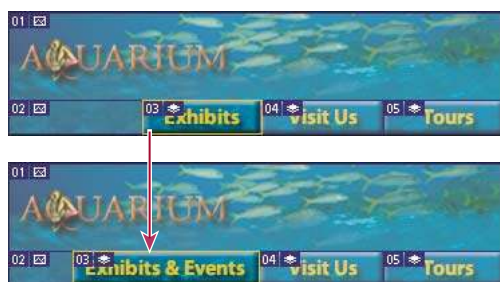 01
AQUARIUM
02 03 04 05
Exhibits Visit Us Tours
01
AQUARIUM
02 03 04 05
Exhibits & Events Visit Us Tours